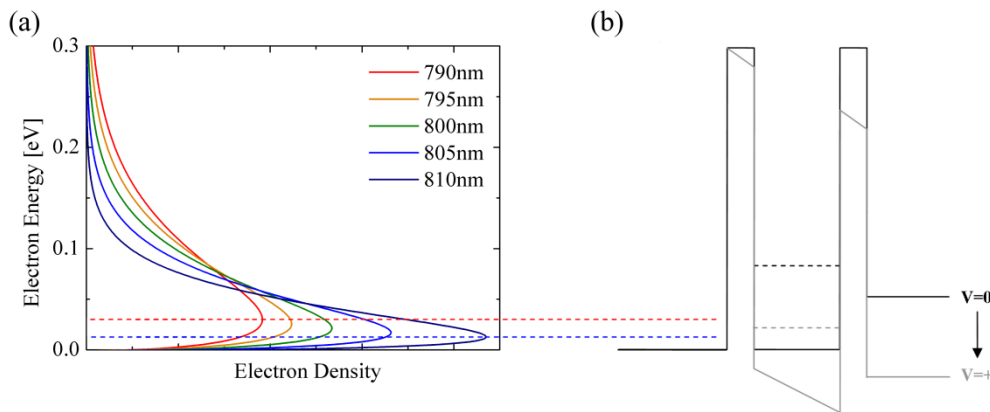 (a)
(b)
0.3
0.2
0.1
0.0
Electron Energy [eV]
Electron Density
790nm
795nm
800nm
805nm
810nm
V=0
V=+